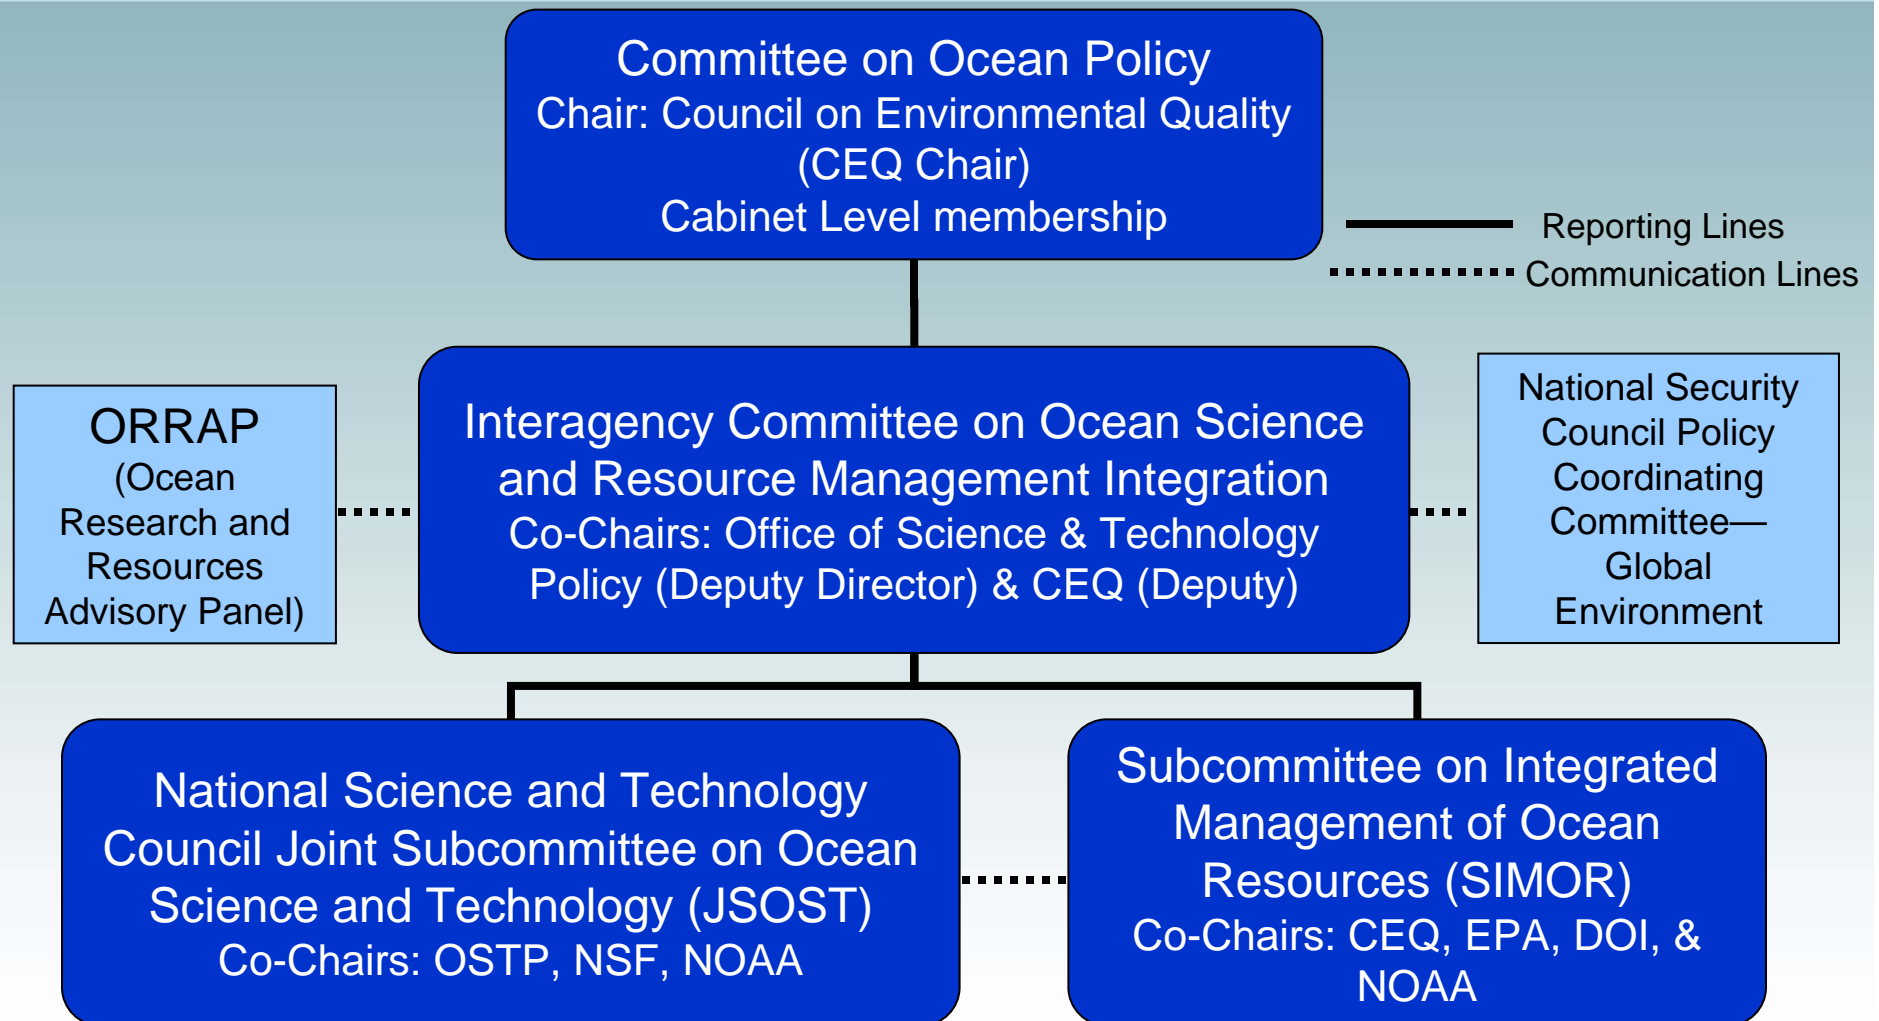 Committee on Ocean Policy
Chair: Council on Environmental Quality
(CEQ Chair)
Cabinet Level membership
Reporting Lines
Communication Lines
ORRAP
(Ocean
Research and
Resources
Advisory Panel)
Interagency Committee on Ocean Science
and Resource Management Integration
Co-Chairs: Office of Science & Technology
Policy (Deputy Director) & CEQ (Deputy)
National Security
Council Policy
Coordinating
Committee—
Global
Environment
National Science and Technology
Council Joint Subcommittee on Ocean
Science and Technology (JSOST)
Co-Chairs: OSTP, NSF, NOAA
Subcommittee on Integrated
Management of Ocean
Resources (SIMOR)
Co-Chairs: CEQ, EPA, DOI, &
NOAA